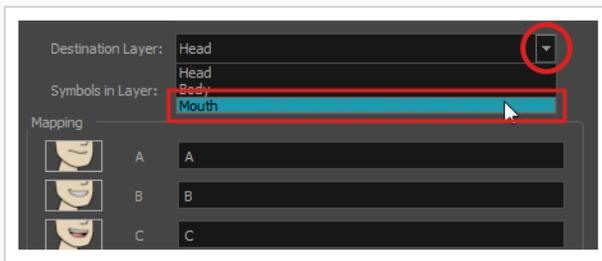 Destination Layer: Head
Head
Symbols in Layer: Body
Mouth
Mapping
A A
B B
C C